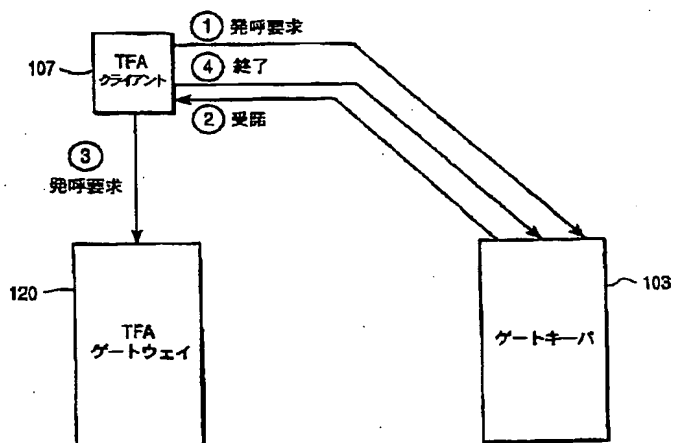 ① 発呼要求
107
TFA
クライアント
④ 終了
② 受諾
③
発呼要求
120
TFA
ゲートウェイ
103
ゲートキーパ